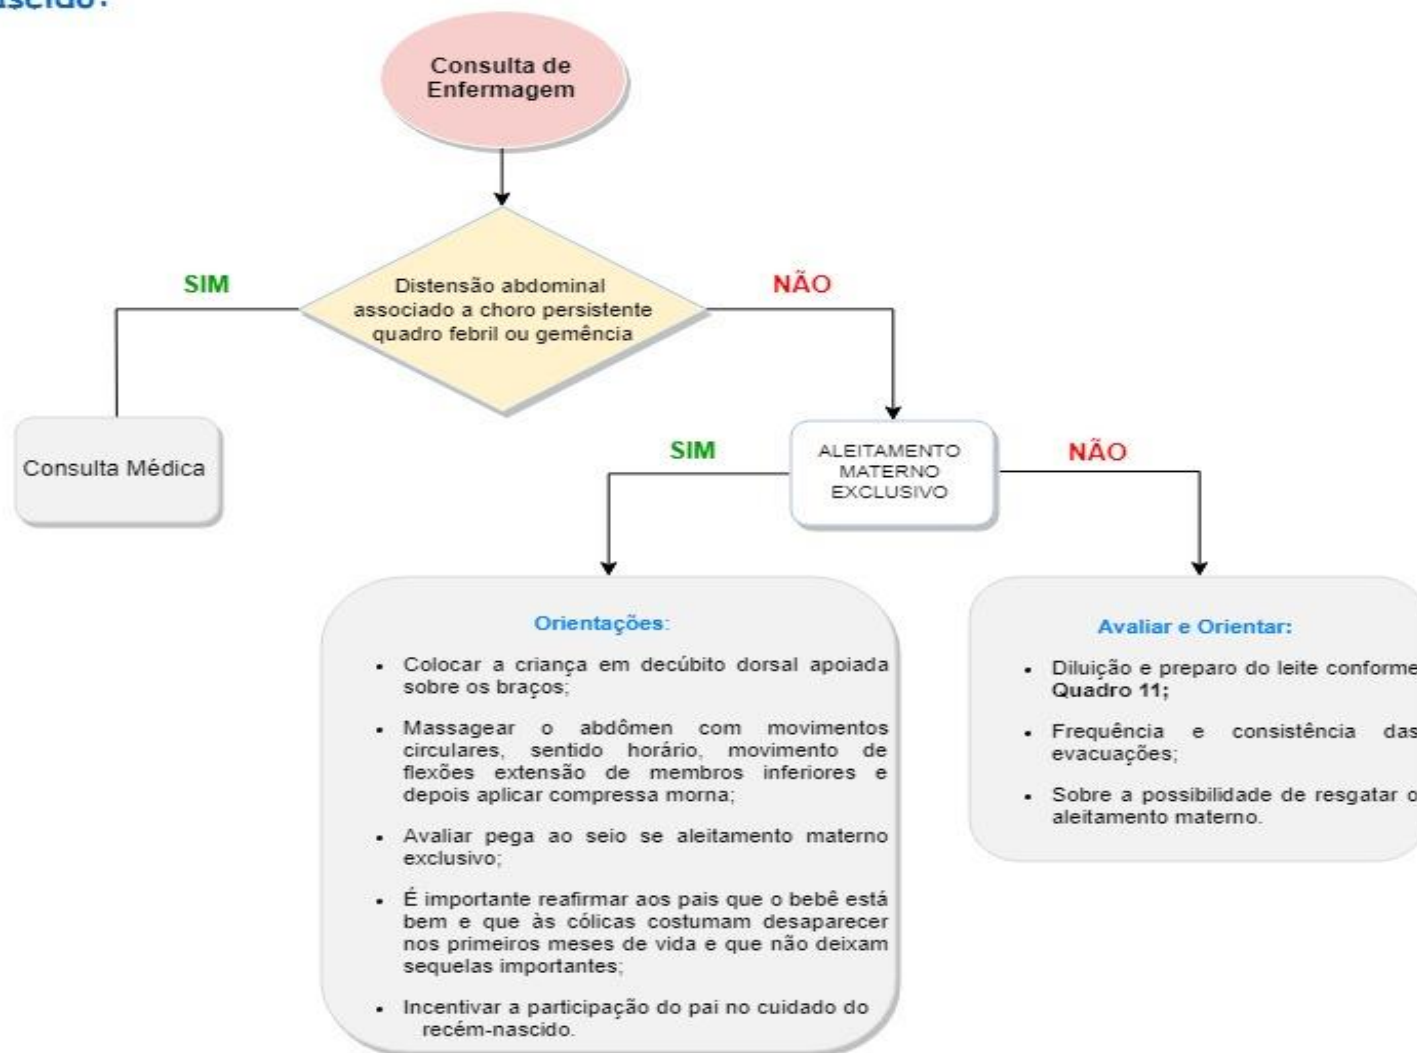 Consulta de
Enfermagem
SIM
NÃO
Distensão abdominal
associado a choro persistente
quadro febril ou gemência
Consulta Médica
SIM
NÃO
ALEITAMENTO
MATERNO
EXCLUSIVO
Orientações:
• Colocar a criança em decúbito dorsal apoiada
sobre os braços;
• Massagear o abdômen com movimentos
circulares, sentido horário, movimento de
flexões extensão de membros inferiores e
depois aplicar compressa morna;
• Avaliar pega ao seio se aleitamento materno
exclusivo;
• É importante reafirmar aos pais que o bebê está
bem e que às cólicas costumam desaparecer
nos primeiros meses de vida e que não deixam
sequelas importantes;
• Incentivar a participação do pai no cuidado do
recém-nascido.
Avaliar e Orientar:
• Diluição e preparo do leite conforme
Quadro 11;
• Frequência e consistência das
evacuações;
• Sobre a possibilidade de resgatar o
aleitamento materno.